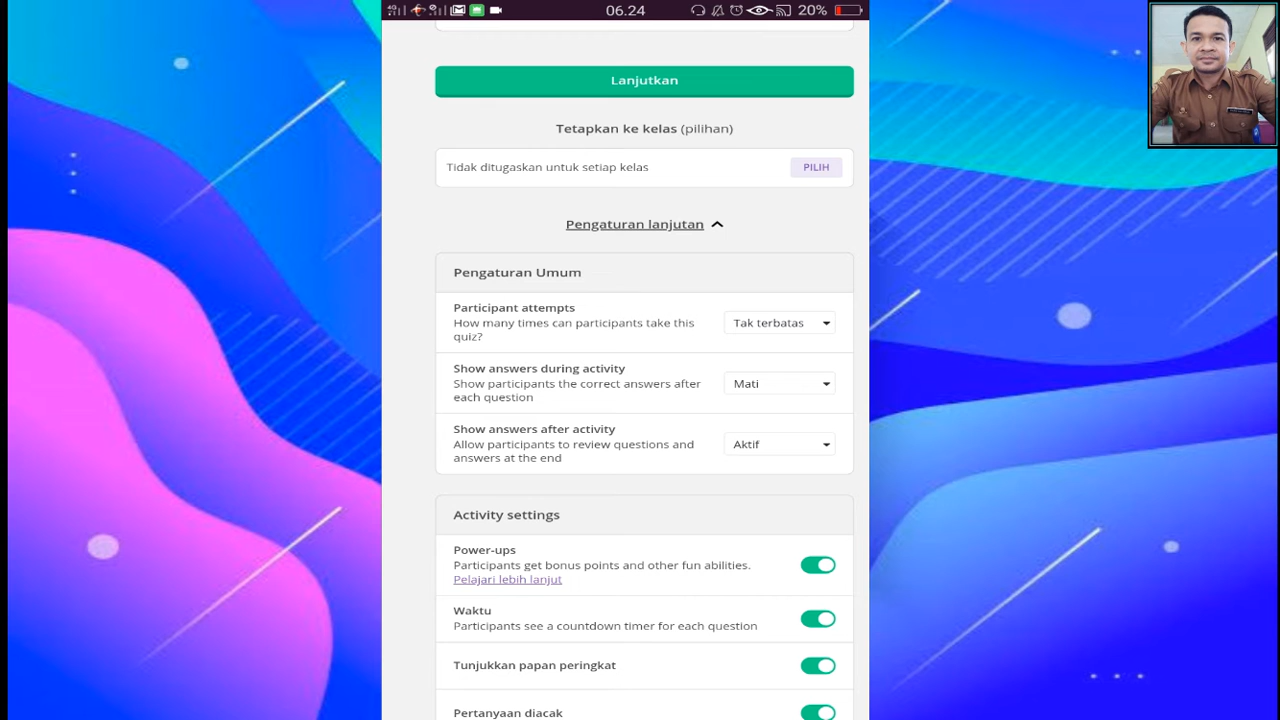 06.24
20%
Lanjutkan
Tetapkan ke kelas (pilihan)
Tidak ditugaskan untuk setiap kelas
PILIH
Pengaturan lanjutan
Pengaturan Umum
Participant attempts
How many times can participants take this
quiz?
Tak terbatas
Show answers during activity
Show participants the correct answers after
each question
Mati
Show answers after activity
Allow participants to review questions and
answers at the end
Aktif
Activity settings
Power-ups
Participants get bonus points and other fun abilities.
Pelajari lebih lanjut
Waktu
Participants see a countdown timer for each question
Tunjukkan papan peringkat
Pertanyaan diacak